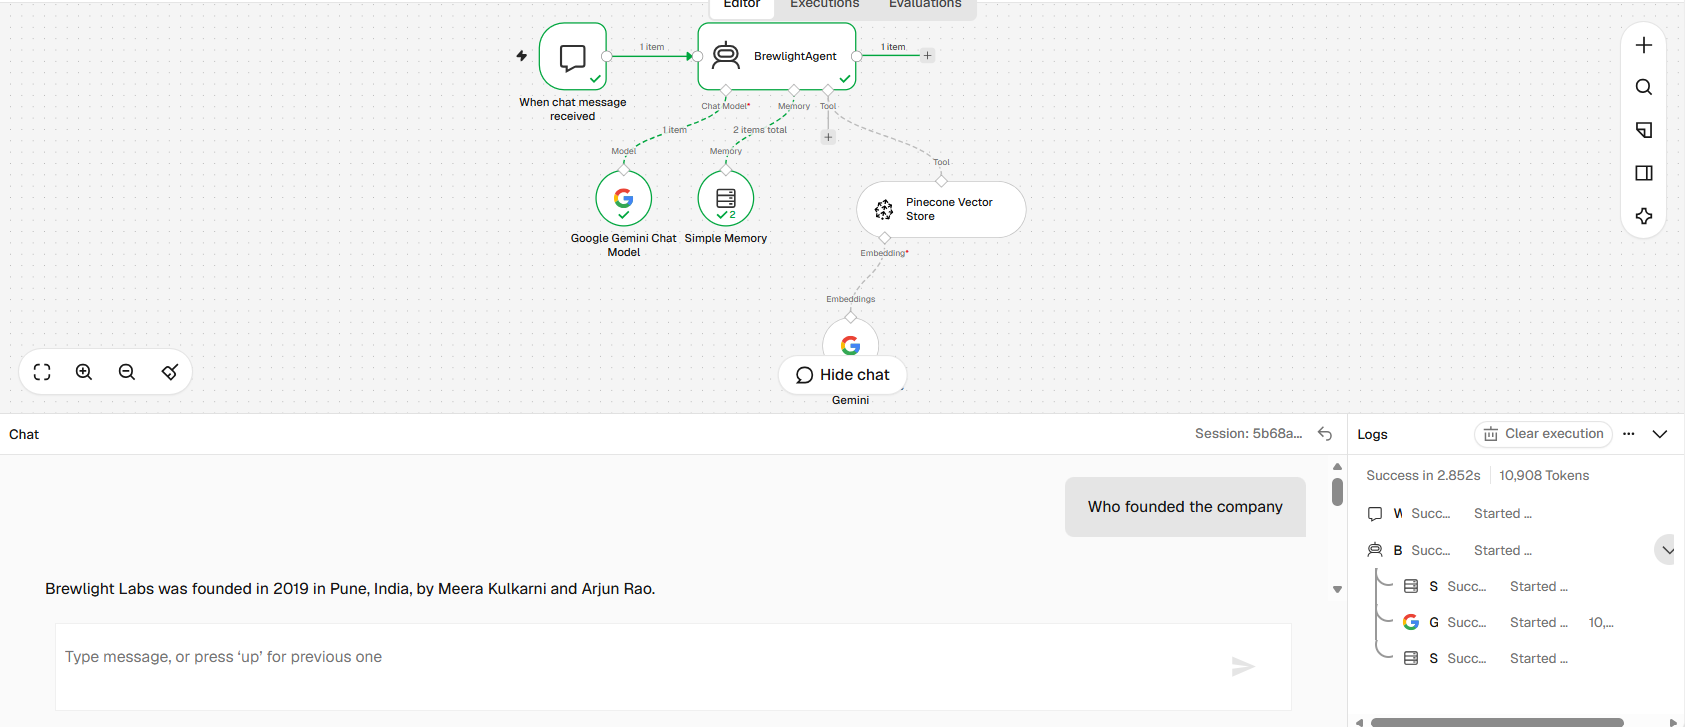 Editor Executions Evaluations
1 item
BrewlightAgent
1 item
When chat message
received
Chat Model*
Memory
Tool
1 item
2 items total
Model
Memory
Tool
Pinecone Vector
Store
2
Google Gemini Chat
Model
Simple Memory
Embedding*
Embeddings
Hide chat
Gemini
Chat
Session: 5b68a...
Logs
Clear execution
Success in 2.852s
10,908 Tokens
Who founded the company
W Succ... Started ...
B Succ... Started ...
S Succ... Started ...
Brewlight Labs was founded in 2019 in Pune, India, by Meera Kulkarni and Arjun Rao.
G Succ... Started ... 10,...
S Succ... Started ...
Type message, or press ‘up’ for previous one